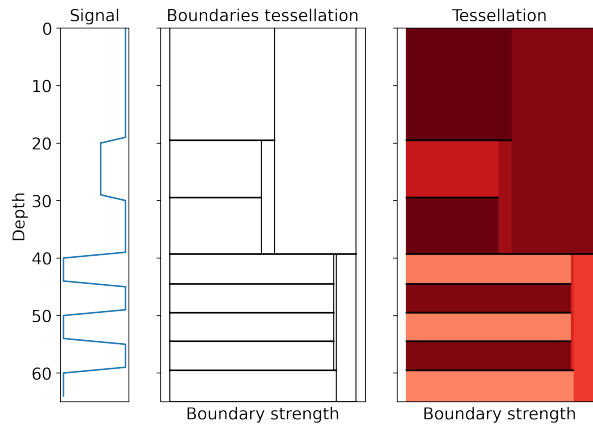 Signal
Boundaries tessellation
Tessellation
0
10
20
30
40
50
60
Depth
Boundary strength
Boundary strength